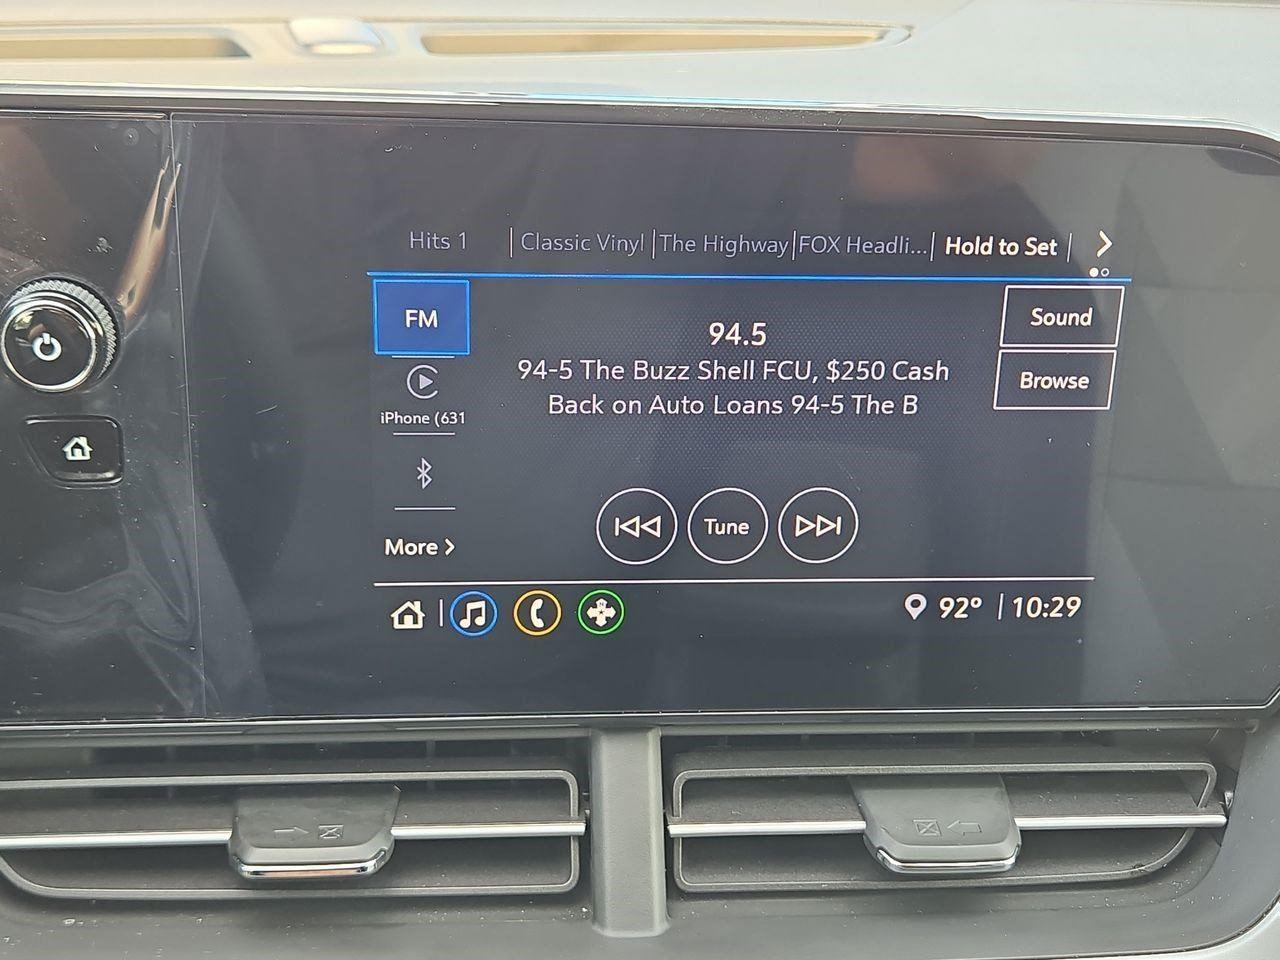 Hits 1 | Classic Vinyl | The Highway | FOX Headli... | Hold to Set |
FM
94.5
Sound
94-5 The Buzz Shell FCU, $250 Cash
Back on Auto Loans 94-5 The B
Browse
iPhone (631
More
Tune
92° | 10:29